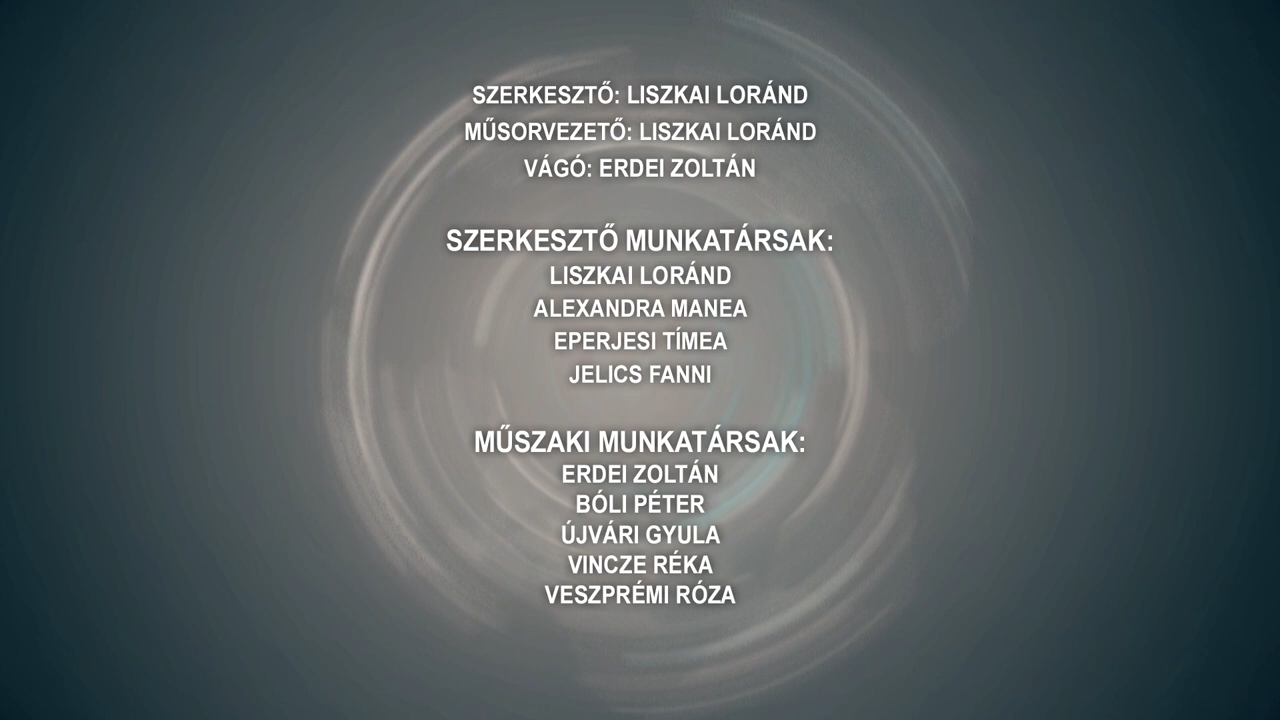 SZERKESZTŐ: LISZKAI LORÁND
MŰSORVEZETŐ: LISZKAI LORÁND
VÁGÓ: ERDEI ZOLTÁN
SZERKESZTŐ MUNKATÁRSAK:
LISZKAI LORÁND
ALEXANDRA MANEA
EPERJESI TÍMEA
JELICS FANNI
MŰSZAKI MUNKATÁRSAK:
ERDEI ZOLTÁN
BÓLI PÉTER
ÚJVÁRI GYULA
VINCZE RÉKA
VESZPRÉMI RÓZA